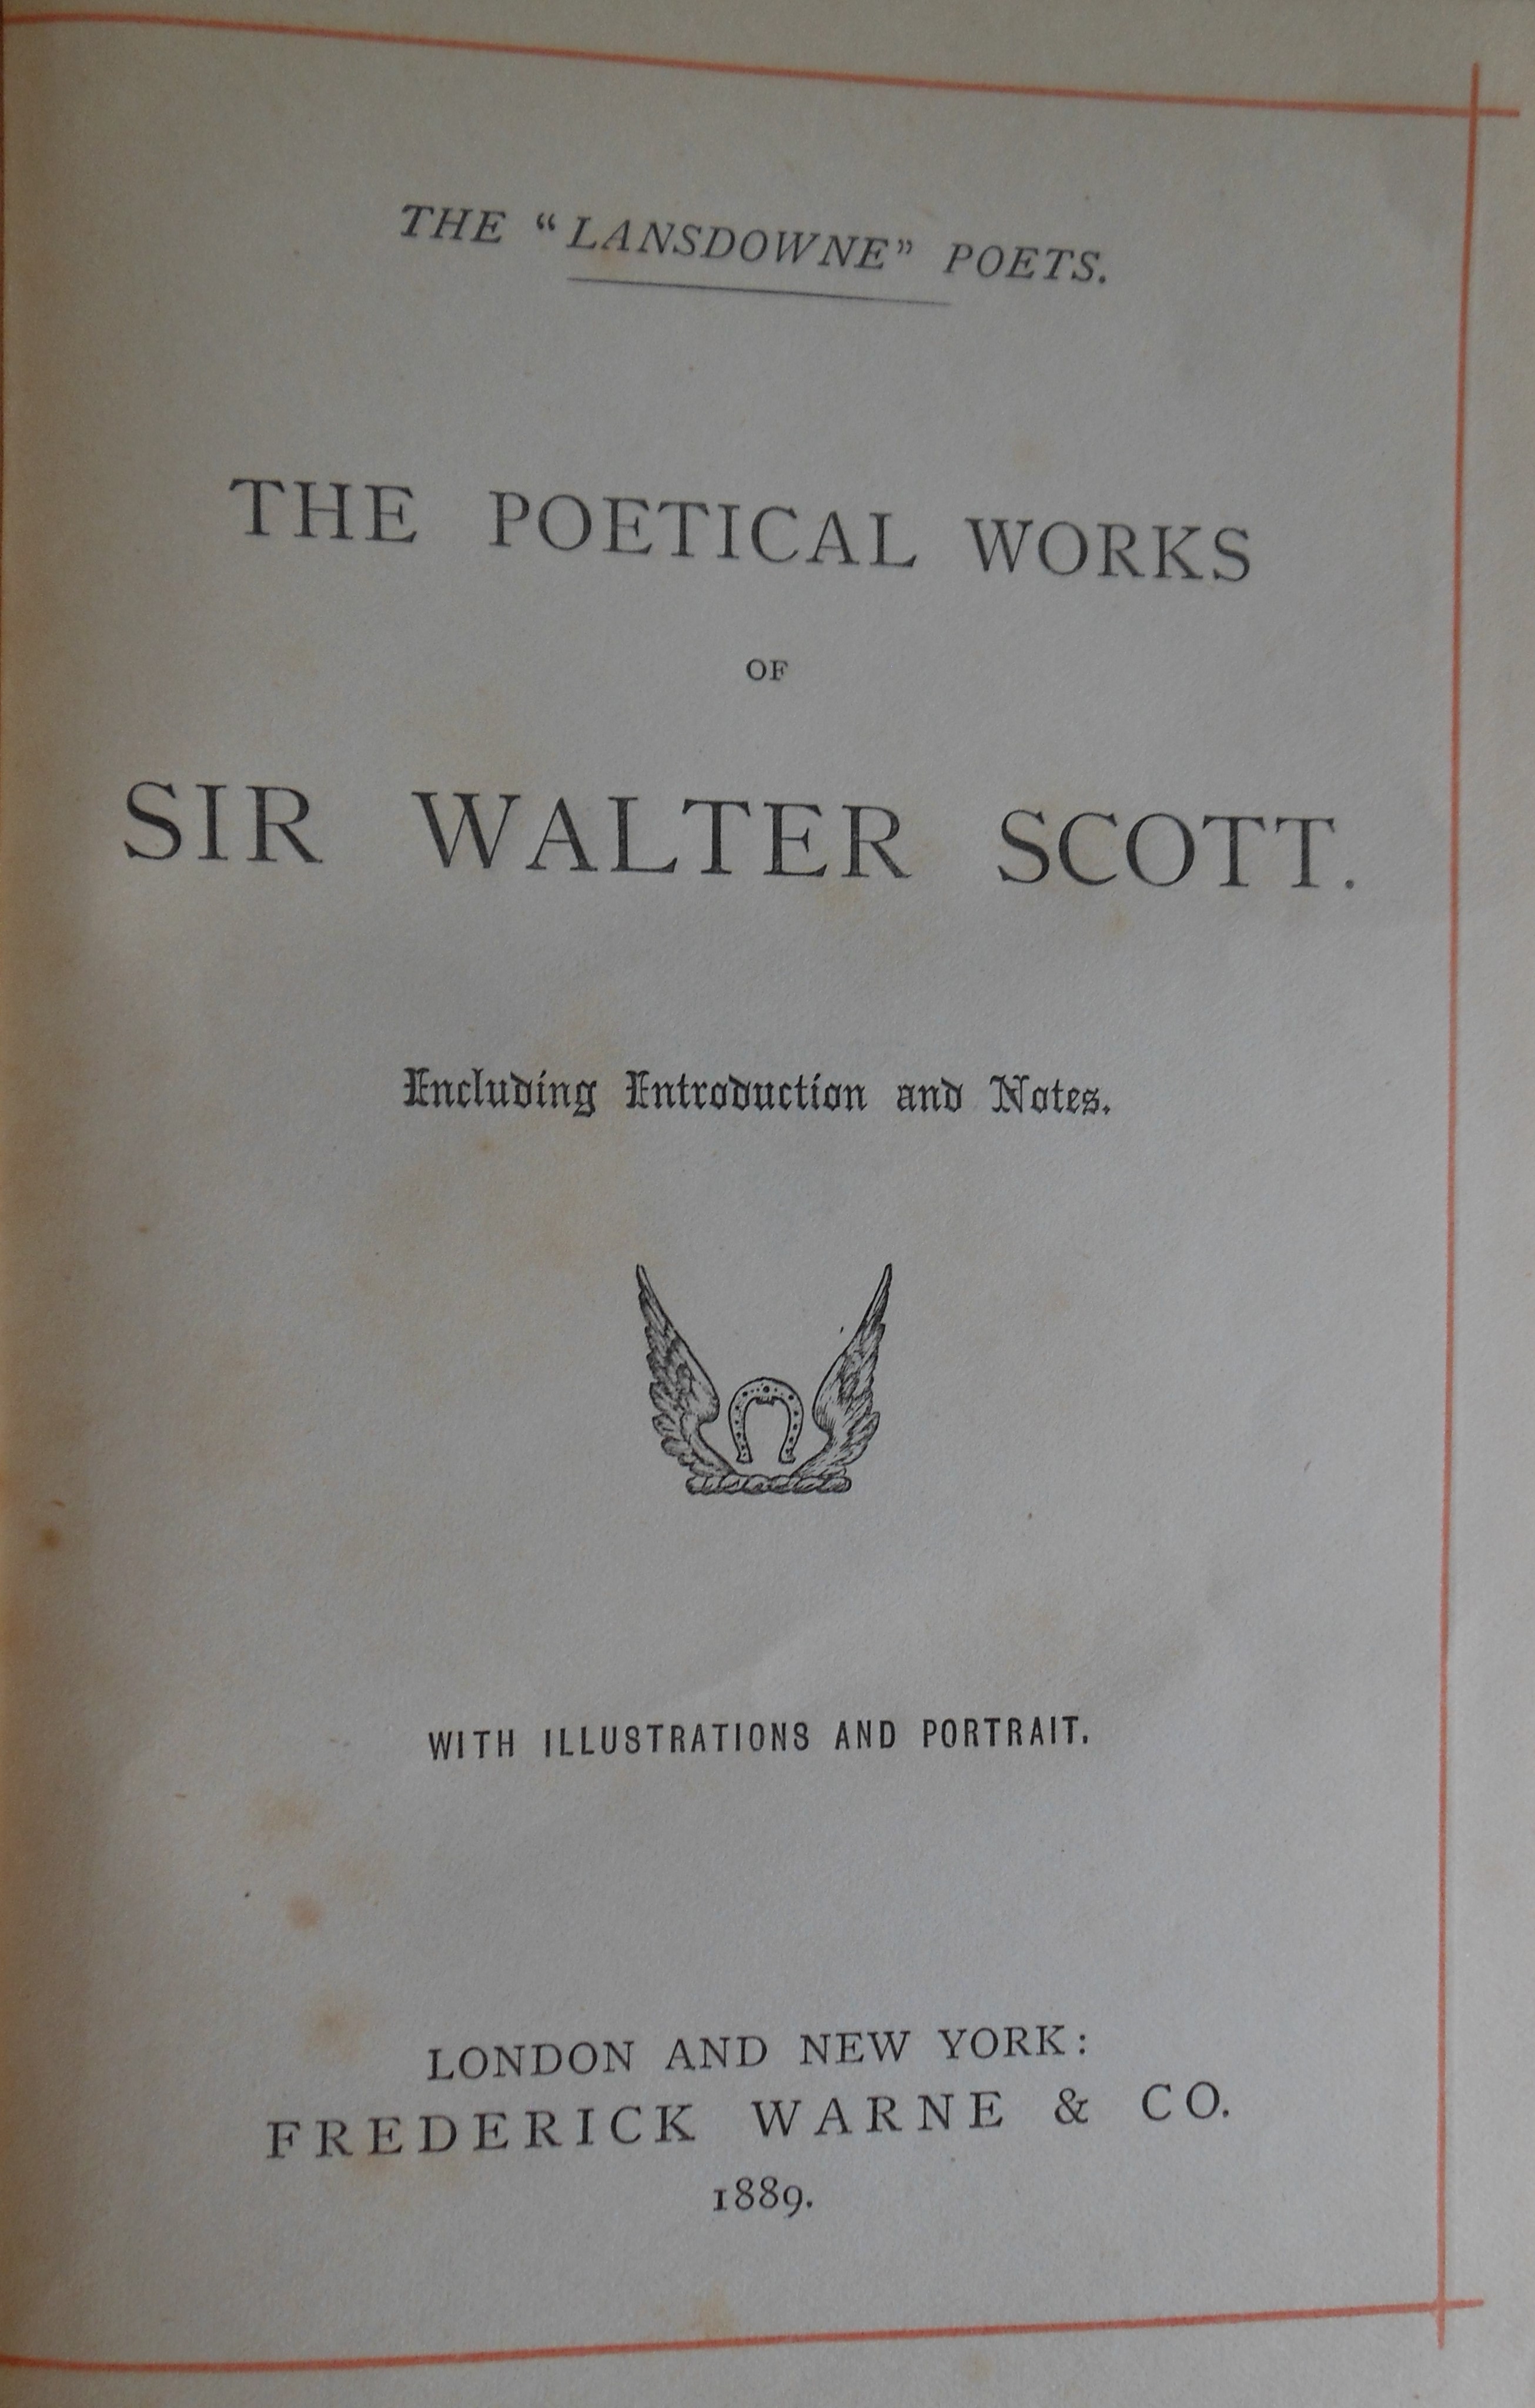 THE “LANSDOWNE” POETS.
THE POETICAL WORKS
OF
SIR WALTER SCOTT.
Including Introduction and Notes.
WITH ILLUSTRATIONS AND PORTRAIT.
LONDON AND NEW YORK:
FREDERICK WARNE & CO.
1889.